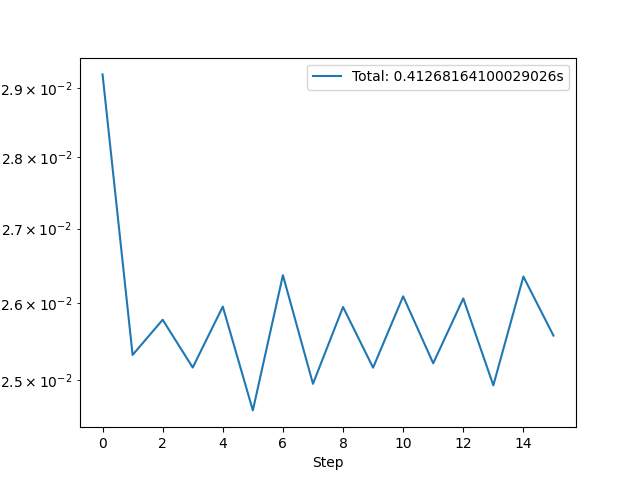 Total: 0.41268164100029026s
2.9 × 10⁻²
2.8 × 10⁻²
2.7 × 10⁻²
2.6 × 10⁻²
2.5 × 10⁻²
0 2 4 6 8 10 12 14
Step